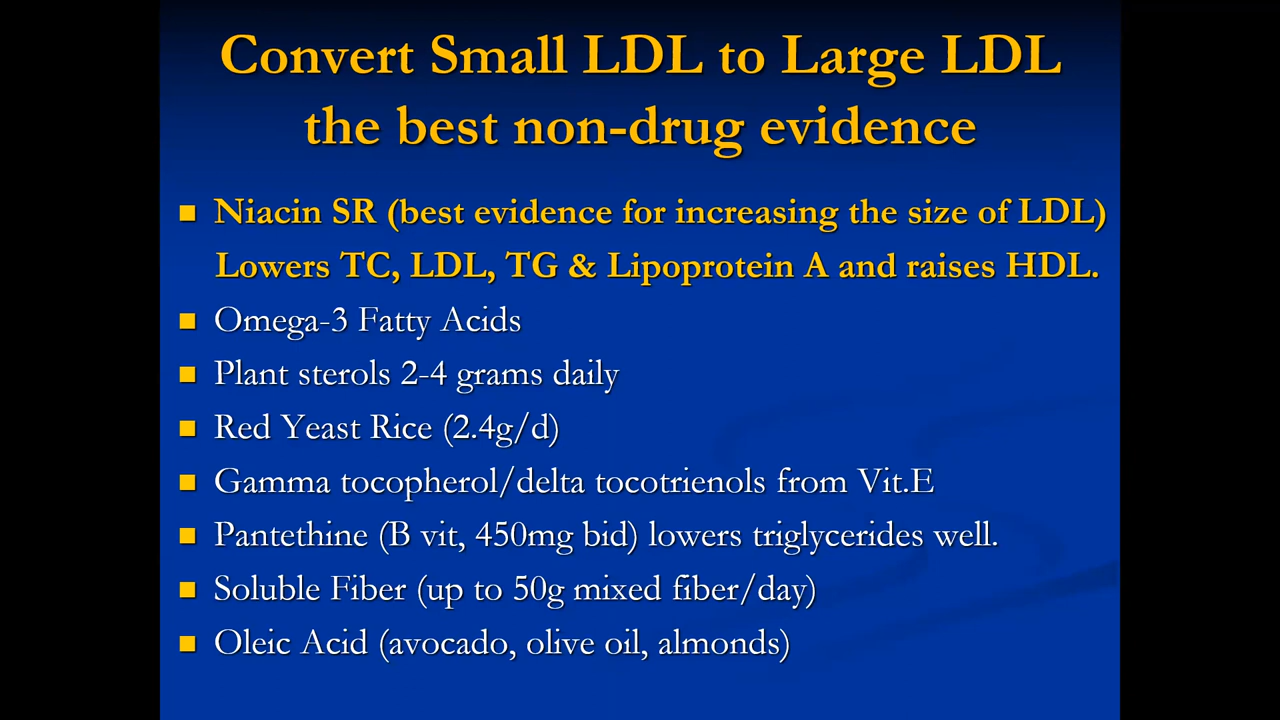 Convert Small LDL to Large LDL
the best non-drug evidence
Niacin SR (best evidence for increasing the size of LDL)
Lowers TC, LDL, TG & Lipoprotein A and raises HDL.
Omega-3 Fatty Acids
Plant sterols 2-4 grams daily
Red Yeast Rice (2.4g/d)
Gamma tocopherol/delta tocotrienols from Vit.E
Pantethine (B vit, 450mg bid) lowers triglycerides well.
Soluble Fiber (up to 50g mixed fiber/day)
Oleic Acid (avocado, olive oil, almonds)